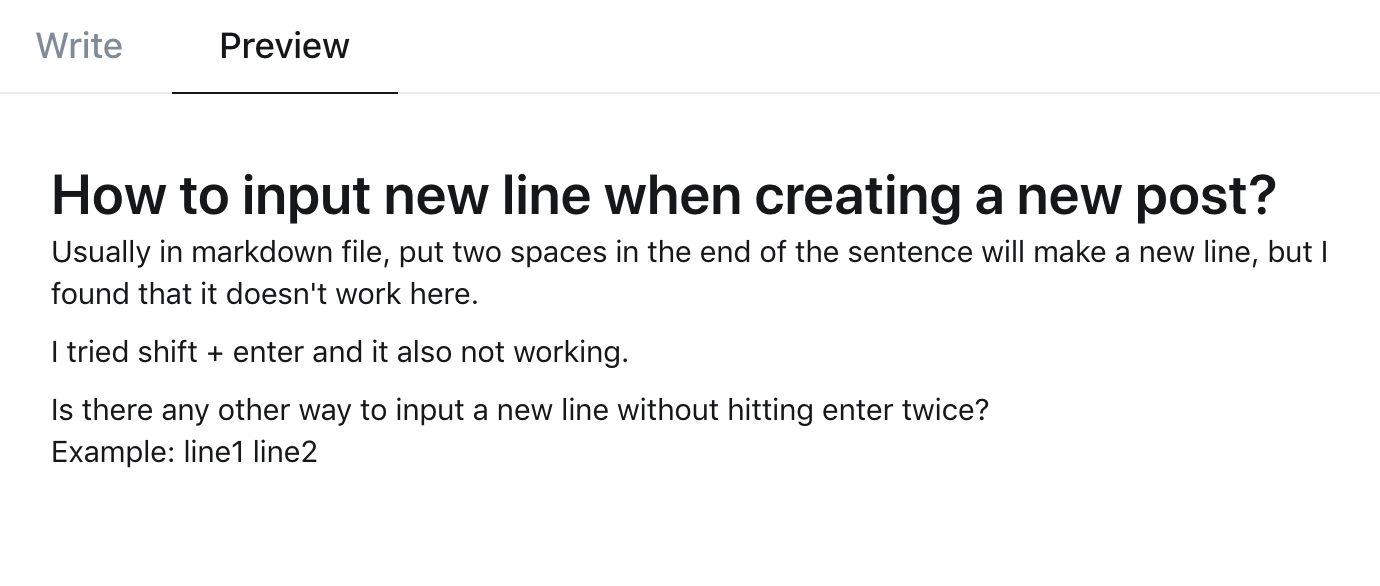 Write
Preview
How to input new line when creating a new post?
Usually in markdown file, put two spaces in the end of the sentence will make a new line, but I
found that it doesn't work here.
I tried shift + enter and it also not working.
Is there any other way to input a new line without hitting enter twice?
Example: line1 line2